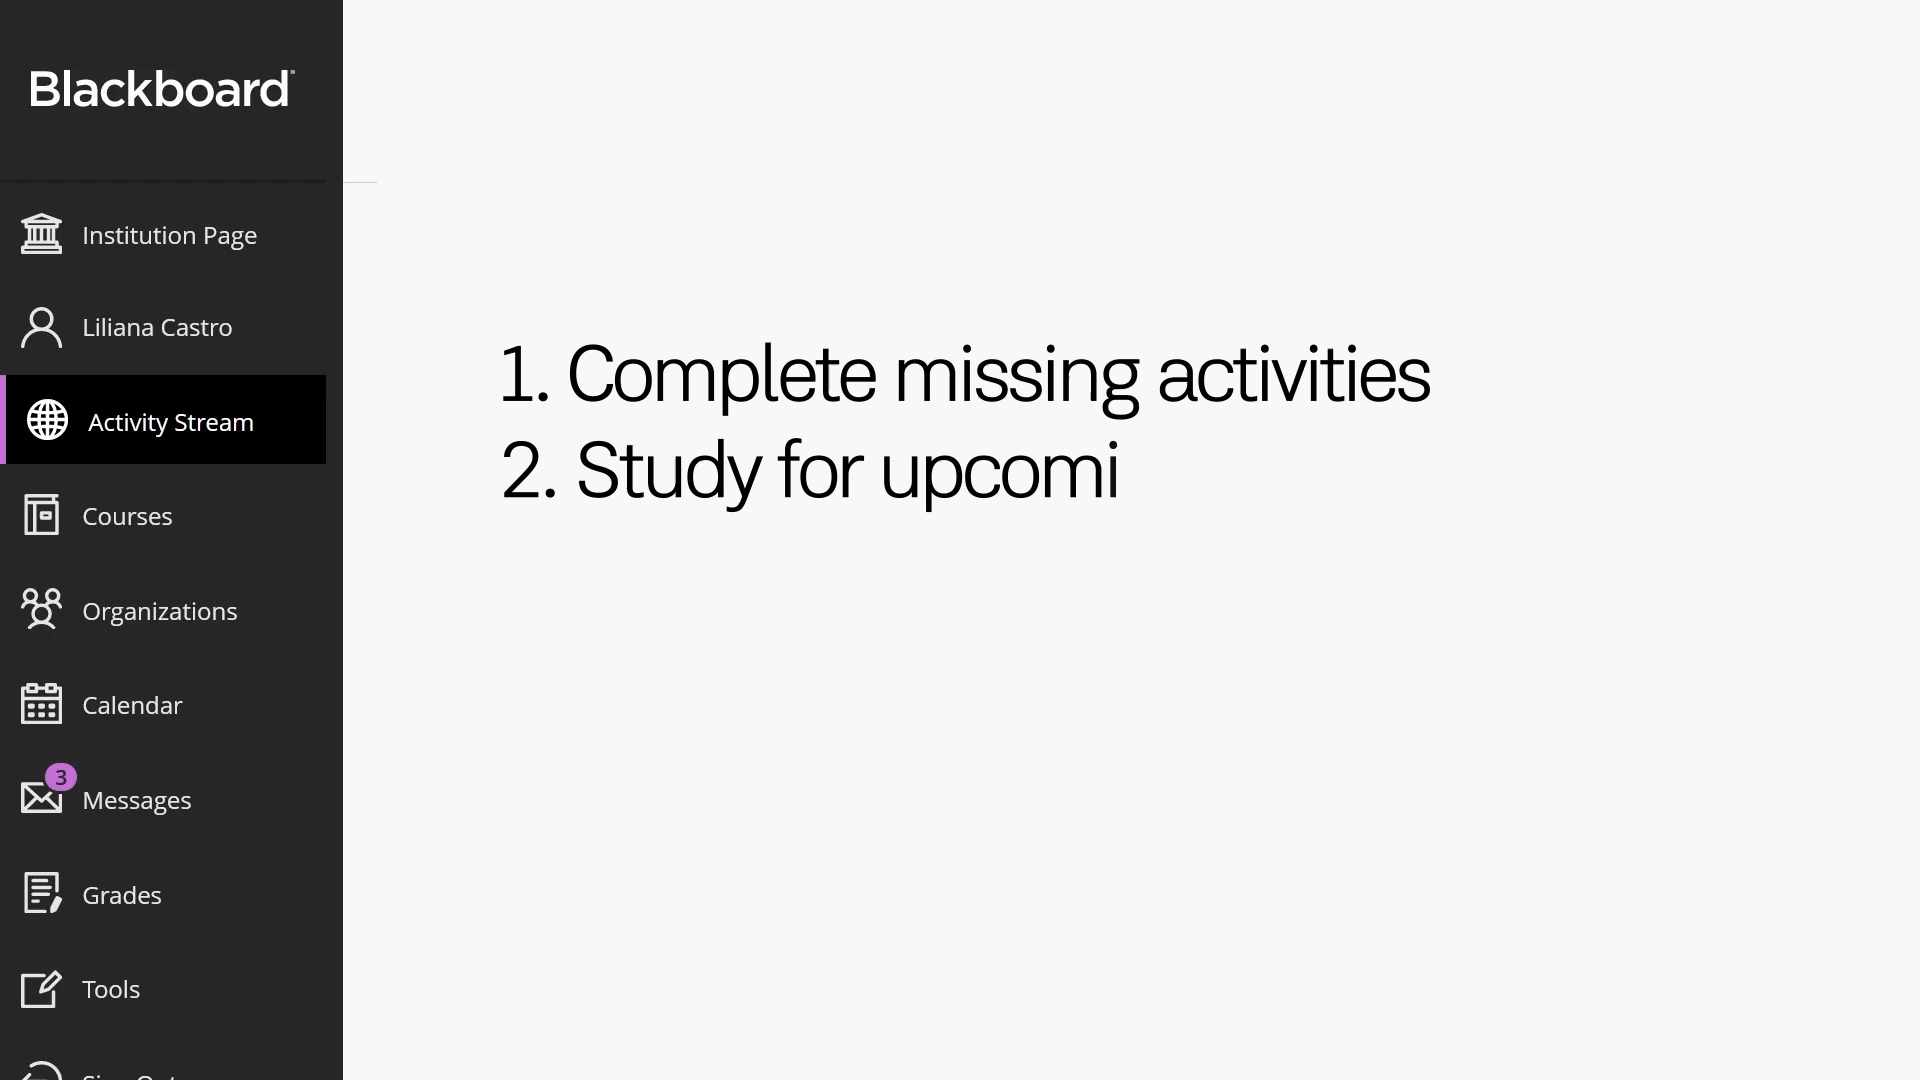 Blackboard
Institution Page
Liliana Castro
Activity Stream
Courses
Organizations
Calendar
3
Messages
Grades
Tools
1. Complete missing activities
2. Study for upcomi